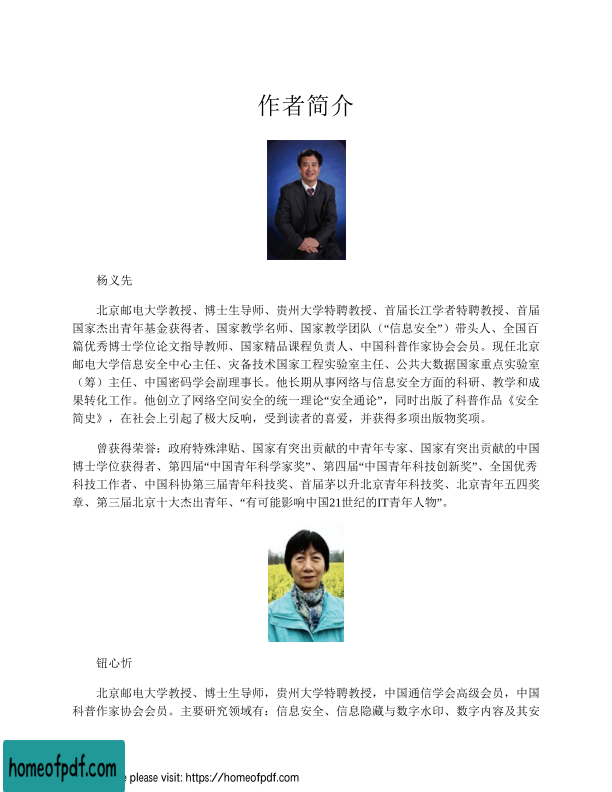 作者简介
杨义先
北京邮电大学教授、博士生导师、贵州大学特聘教授、首届长江学者特聘教授、首届
国家杰出青年基金获得者、国家教学名师、国家教学团队（“信息安全”）带头人、全国百
篇优秀博士学位论文指导教师、国家精品课程负责人、中国科普作家协会会员。现任北京
邮电大学信息安全中心主任、灾备技术国家工程实验室主任、公共大数据国家重点实验室
（筹）主任、中国密码学会副理事长。他长期从事网络与信息安全方面的科研、教学和成
果转化工作。他创立了网络空间安全的统一理论“安全通论”，同时出版了科普作品《安全
简史》，在社会上引起了极大反响，受到读者的喜爱，并获得多项出版物奖项。
曾获得荣誉：政府特殊津贴、国家有突出贡献的中青年专家、国家有突出贡献的中国
博士学位获得者、第四届“中国青年科学家奖”、第四届“中国青年科技创新奖”、全国优秀
科技工作者、中国科协第三届青年科技奖、首届茅以升北京青年科技奖、北京青年五四奖
章、第三届北京十大杰出青年、“有可能影响中国21世纪的IT青年人物”。
钮心忻
北京邮电大学教授、博士生导师，贵州大学特聘教授，中国通信学会高级会员，中国
科普作家协会会员。主要研究领域有：信息安全、信息隐藏与数字水印、数字内容及其安
homeofpdf.com
e please visit: https://homeofpdf.com